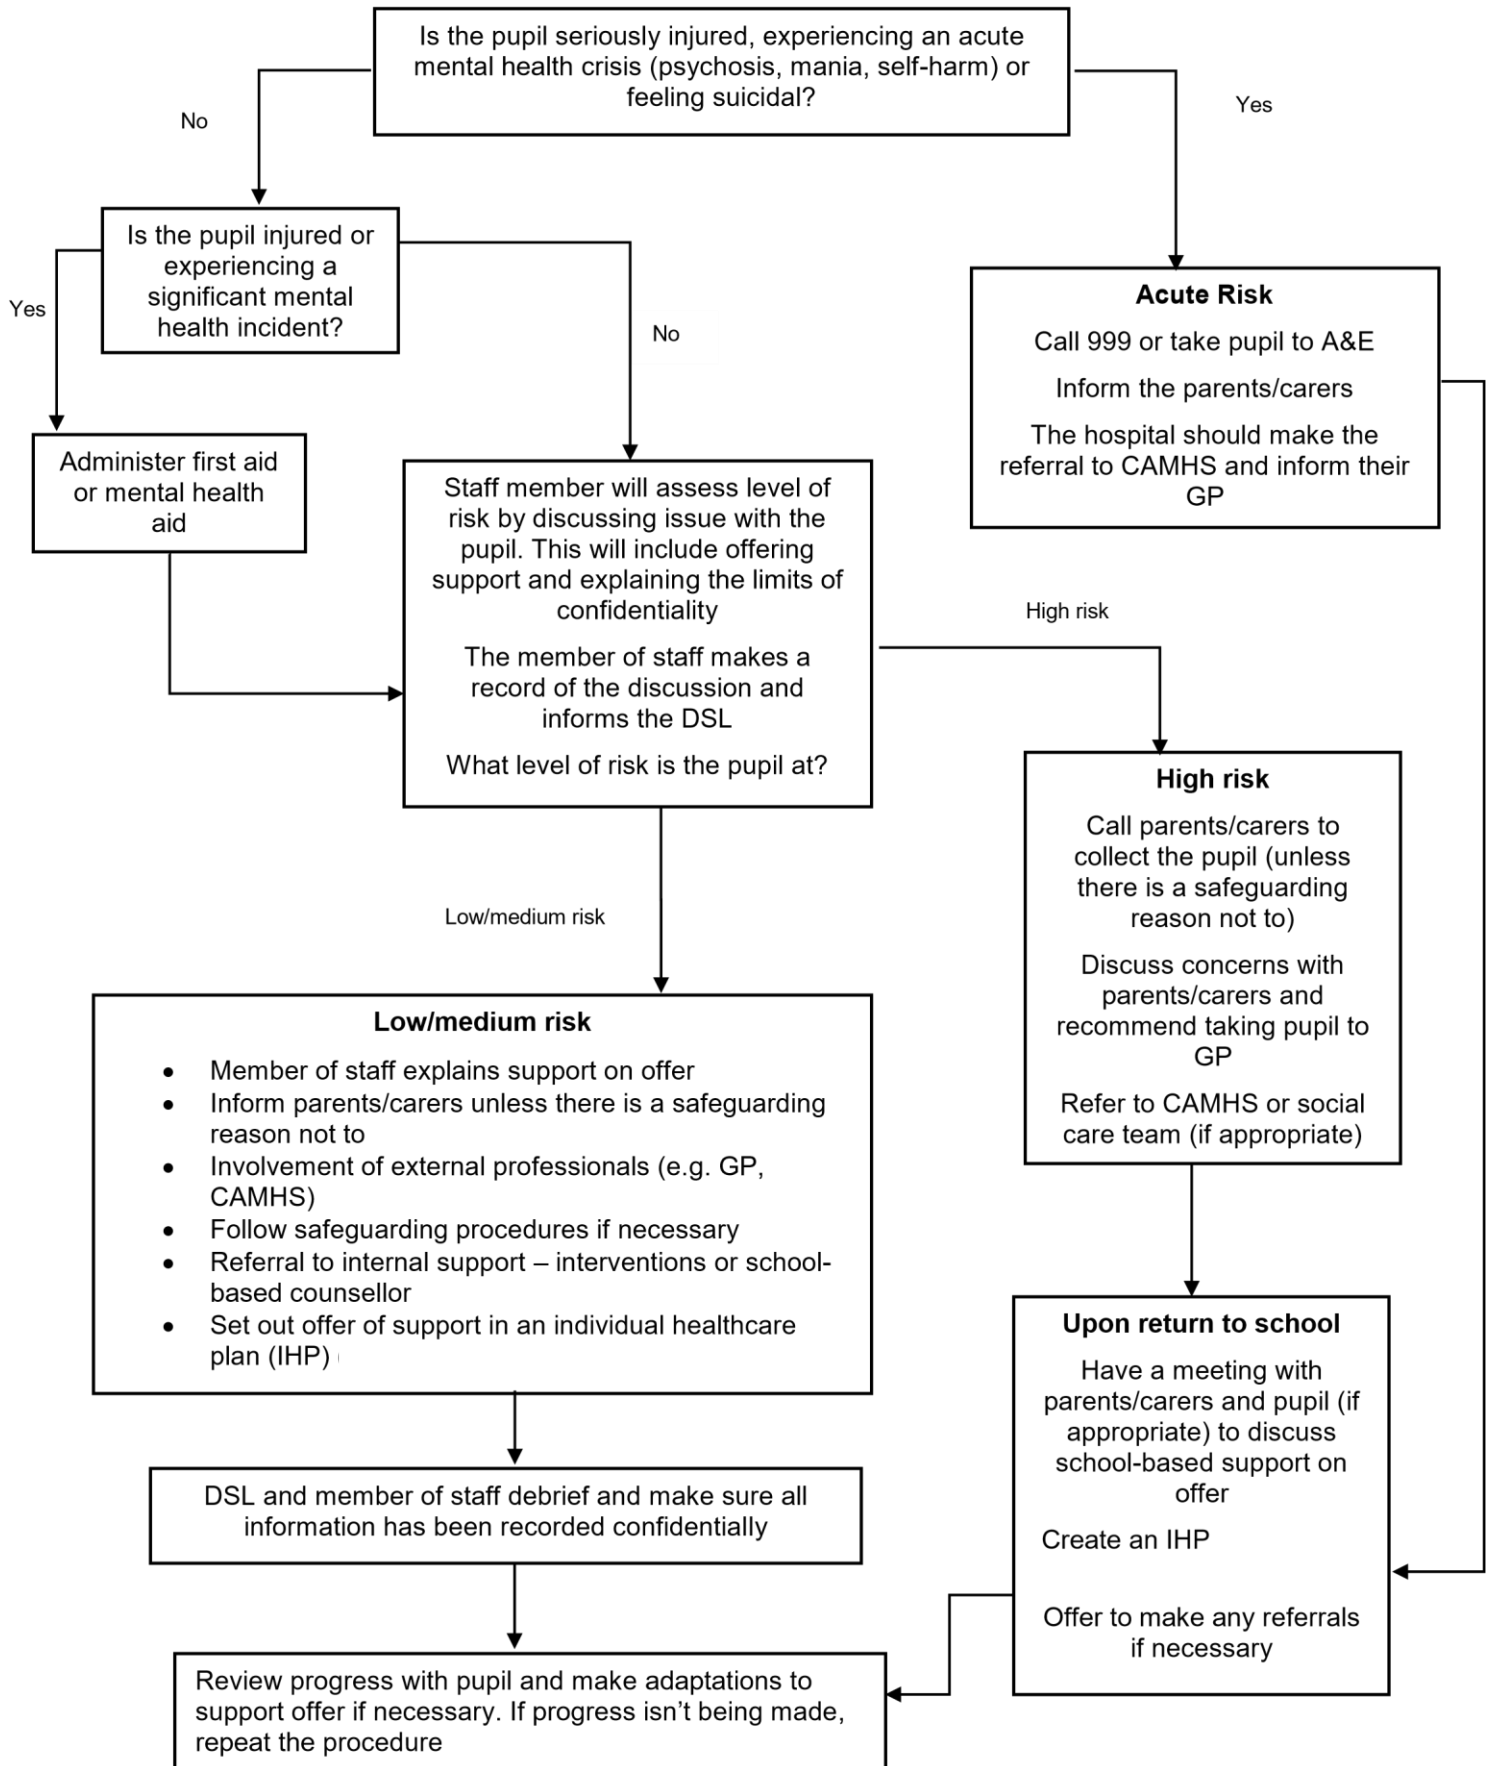 Is the pupil seriously injured, experiencing an acute
mental health crisis (psychosis, mania, self-harm) or
feeling suicidal?
No
Yes
Is the pupil injured or
experiencing a
significant mental
health incident?
Yes
No
Acute Risk
Call 999 or take pupil to A&E
Inform the parents/carers
The hospital should make the
referral to CAMHS and inform their
GP
Administer first aid
or mental health
aid
Staff member will assess level of
risk by discussing issue with the
pupil. This will include offering
support and explaining the limits of
confidentiality
The member of staff makes a
record of the discussion and
informs the DSL
What level of risk is the pupil at?
High risk
High risk
Call parents/carers to
collect the pupil (unless
there is a safeguarding
reason not to)
Discuss concerns with
parents/carers and
recommend taking pupil to
GP
Refer to CAMHS or social
care team (if appropriate)
Low/medium risk
Low/medium risk
• Member of staff explains support on offer
• Inform parents/carers unless there is a safeguarding
reason not to
• Involvement of external professionals (e.g. GP,
CAMHS)
• Follow safeguarding procedures if necessary
• Referral to internal support – interventions or school-
based counsellor
• Set out offer of support in an individual healthcare
plan (IHP)
Upon return to school
Have a meeting with
parents/carers and pupil (if
appropriate) to discuss
school-based support on
offer
Create an IHP
Offer to make any referrals
if necessary
DSL and member of staff debrief and make sure all
information has been recorded confidentially
Review progress with pupil and make adaptations to
support offer if necessary. If progress isn’t being made,
repeat the procedure